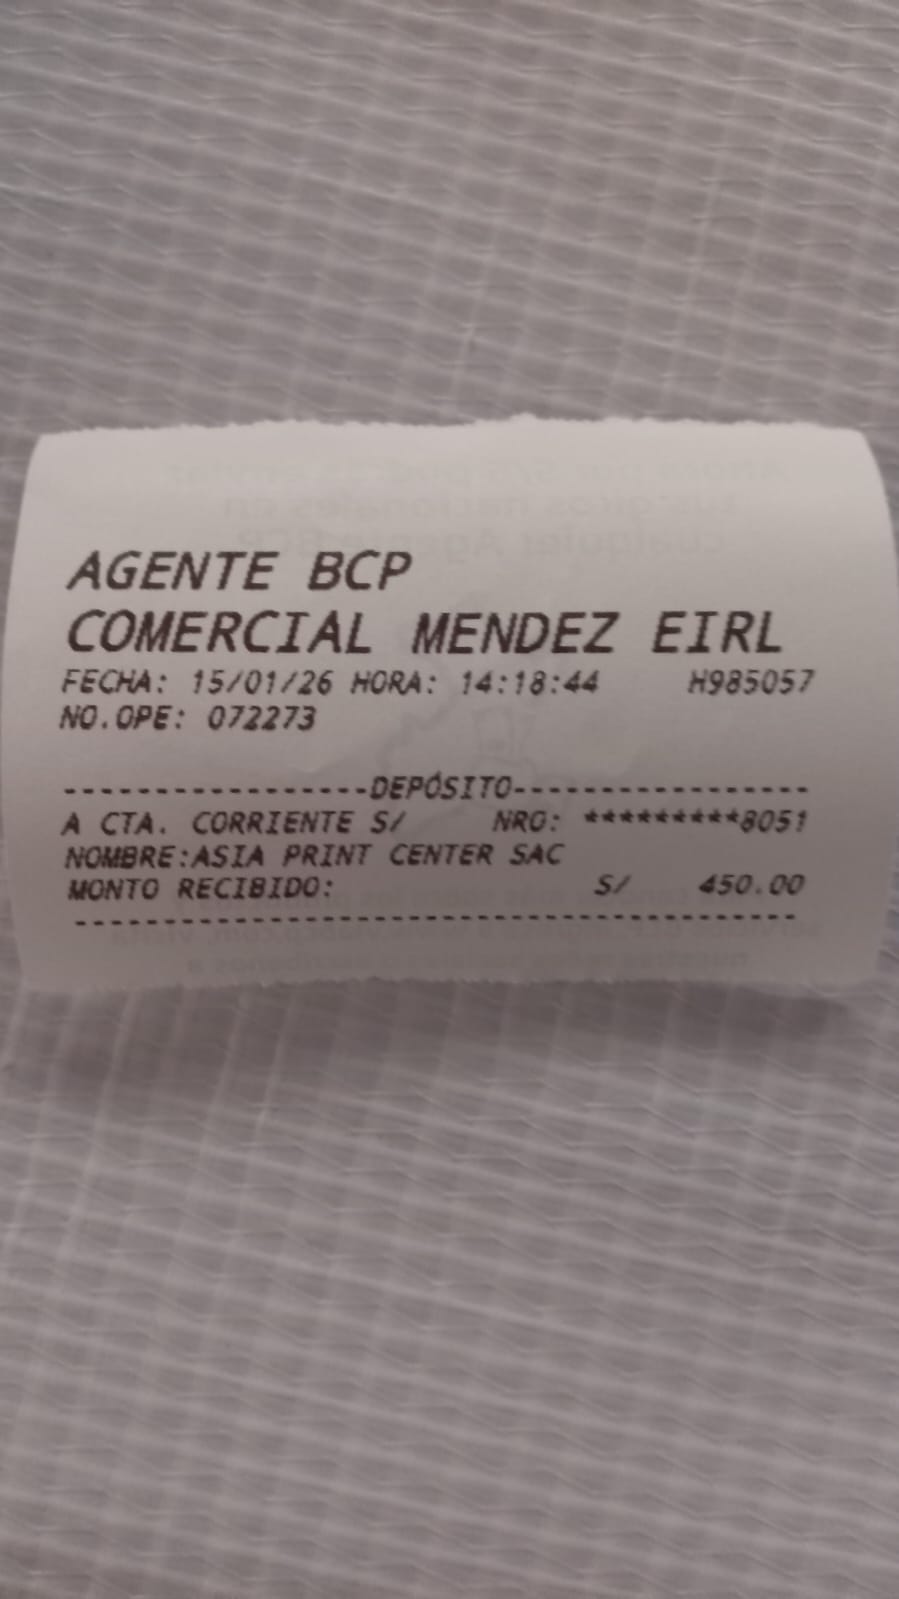 AGENTE BCP
COMERCIAL MENDEZ EIRL
FECHA: 15/01/26 HORA: 14:18:44 H985057
NO.OPE: 072273
-----------------DEPÓSITO-----------------
A CTA. CORRIENTE S/ NRO: *********8051
NOMBRE:ASIA PRINT CENTER SAC
MONTO RECIBIDO: S/ 450.00